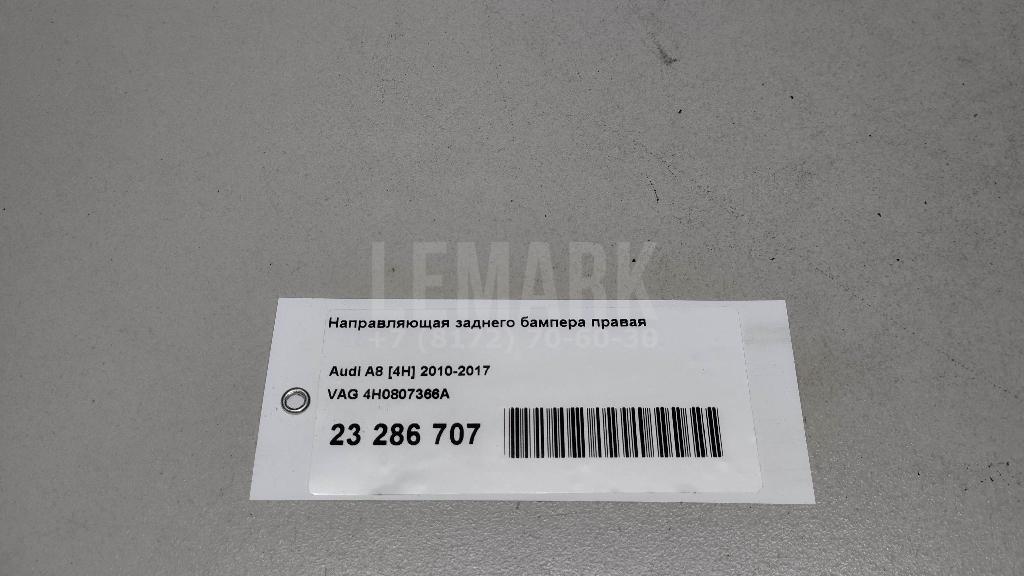 LEMARK
+7 (8172) 70-60-30
Направляющая заднего бампера правая
Audi A8 [4H] 2010-2017
VAG 4H0807366A
23 286 707